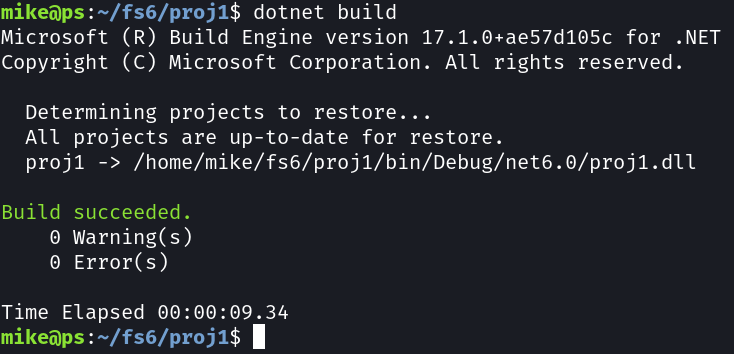 mike@ps:~/fs6/proj1$ dotnet build
Microsoft (R) Build Engine version 17.1.0+ae57d105c for .NET
Copyright (C) Microsoft Corporation. All rights reserved.
Determining projects to restore...
All projects are up-to-date for restore.
proj1 -> /home/mike/fs6/proj1/bin/Debug/net6.0/proj1.dll
Build succeeded.
0 Warning(s)
0 Error(s)
Time Elapsed 00:00:09.34
mike@ps:~/fs6/proj1$